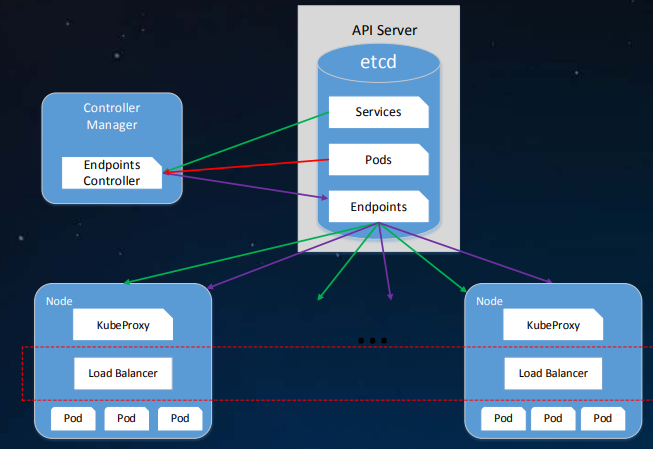 API Server
etcd
Controller
Manager
Services
Endpoints
Controller
Pods
Endpoints
Node
KubeProxy
Load Balancer
Pod
Pod
Pod
...
Node
KubeProxy
Load Balancer
Pod
Pod
Pod